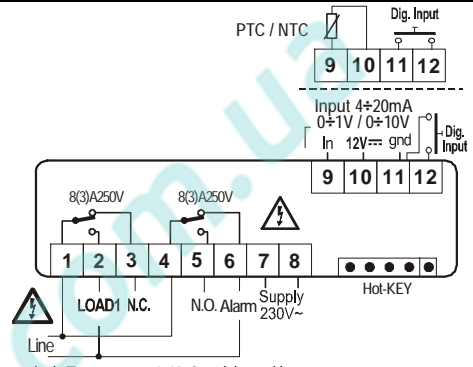 PTC / NTC
Dig. Input
9 10 11 12
Input 4÷20mA
0÷1V / 0÷10V
In 12V gnd
Dig.
Input
9 10 11 12
8(3)A250V 8(3)A250V
1 2 3 4 5 6 7 8
LOAD1 N.C. N.O. Alarm Supply
230V~
Hot-KEY
Line
com.ua